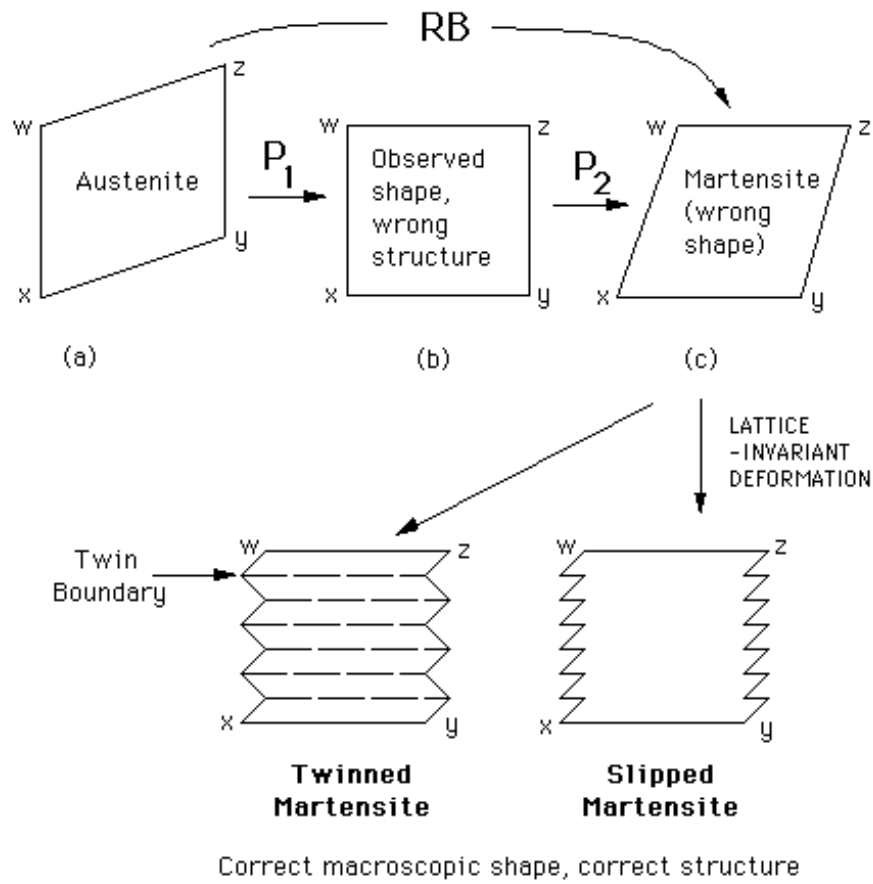 RB
w
z
Austenite
x
y
P1
w
z
Observed
shape,
wrong
structure
x
y
P2
w
z
Martensite
(wrong
shape)
x
y
(a)
(b)
(c)
LATTICE
-INVARIANT
DEFORMATION
Twin
Boundary
w
z
x
y
w
z
x
y
Twinned
Martensite
Slipped
Martensite
Correct macroscopic shape, correct structure